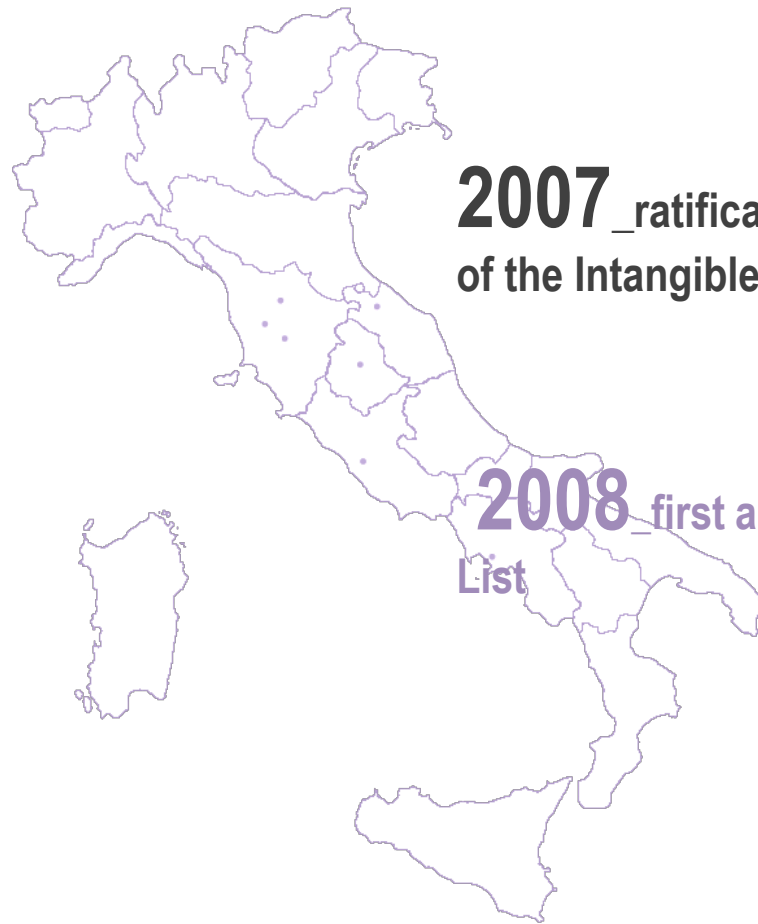 2007_ratifica
of the Intangible
2008_first a
List